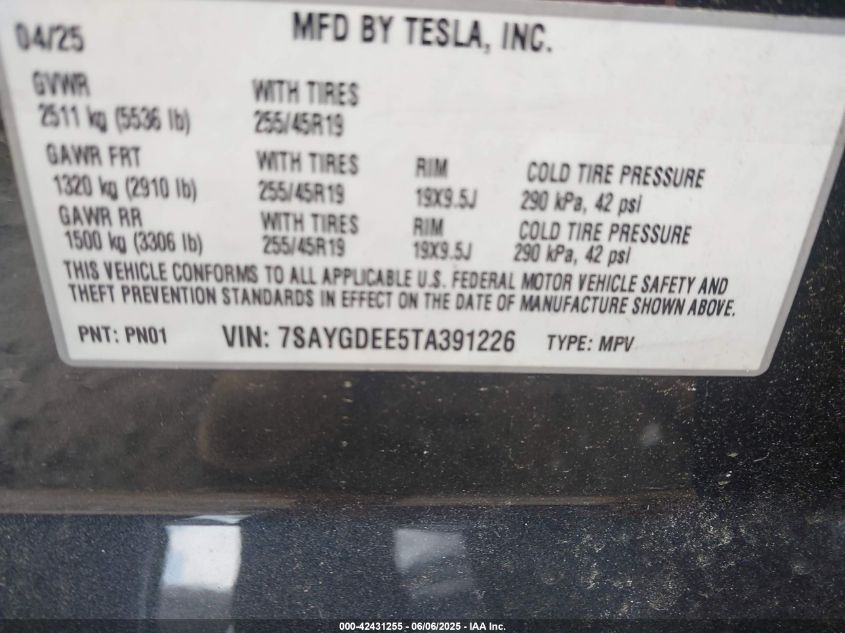 04/25 MFD BY TESLA, INC.
GVWR WITH TIRES
2511 kg (5536 lb) 255/45R19
GAWR FRT WITH TIRES RIM COLD TIRE PRESSURE
1320 kg (2910 lb) 255/45R19 19X9.5J 290 kPa, 42 psi
GAWR RR WITH TIRES RIM COLD TIRE PRESSURE
1500 kg (3306 lb) 255/45R19 19X9.5J 290 kPa, 42 psi
THIS VEHICLE CONFORMS TO ALL APPLICABLE U.S. FEDERAL MOTOR VEHICLE SAFETY AND
THEFT PREVENTION STANDARDS IN EFFECT ON THE DATE OF MANUFACTURE SHOWN ABOVE.
PNT: PN01 VIN: 7SAYGDEE5TA391226 TYPE: MPV
000-42431255 - 06/06/2025 - IAA Inc.